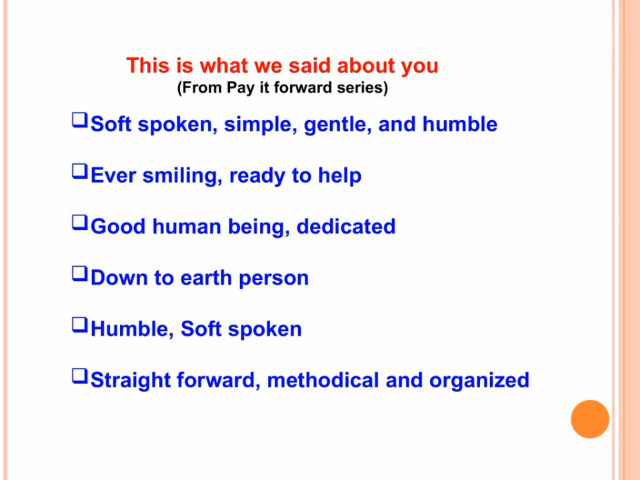 This is what we said about you
(From Pay it forward series)
❑Soft spoken, simple, gentle, and humble
❑Ever smiling, ready to help
❑Good human being, dedicated
❑Down to earth person
❑Humble, Soft spoken
❑Straight forward, methodical and organized